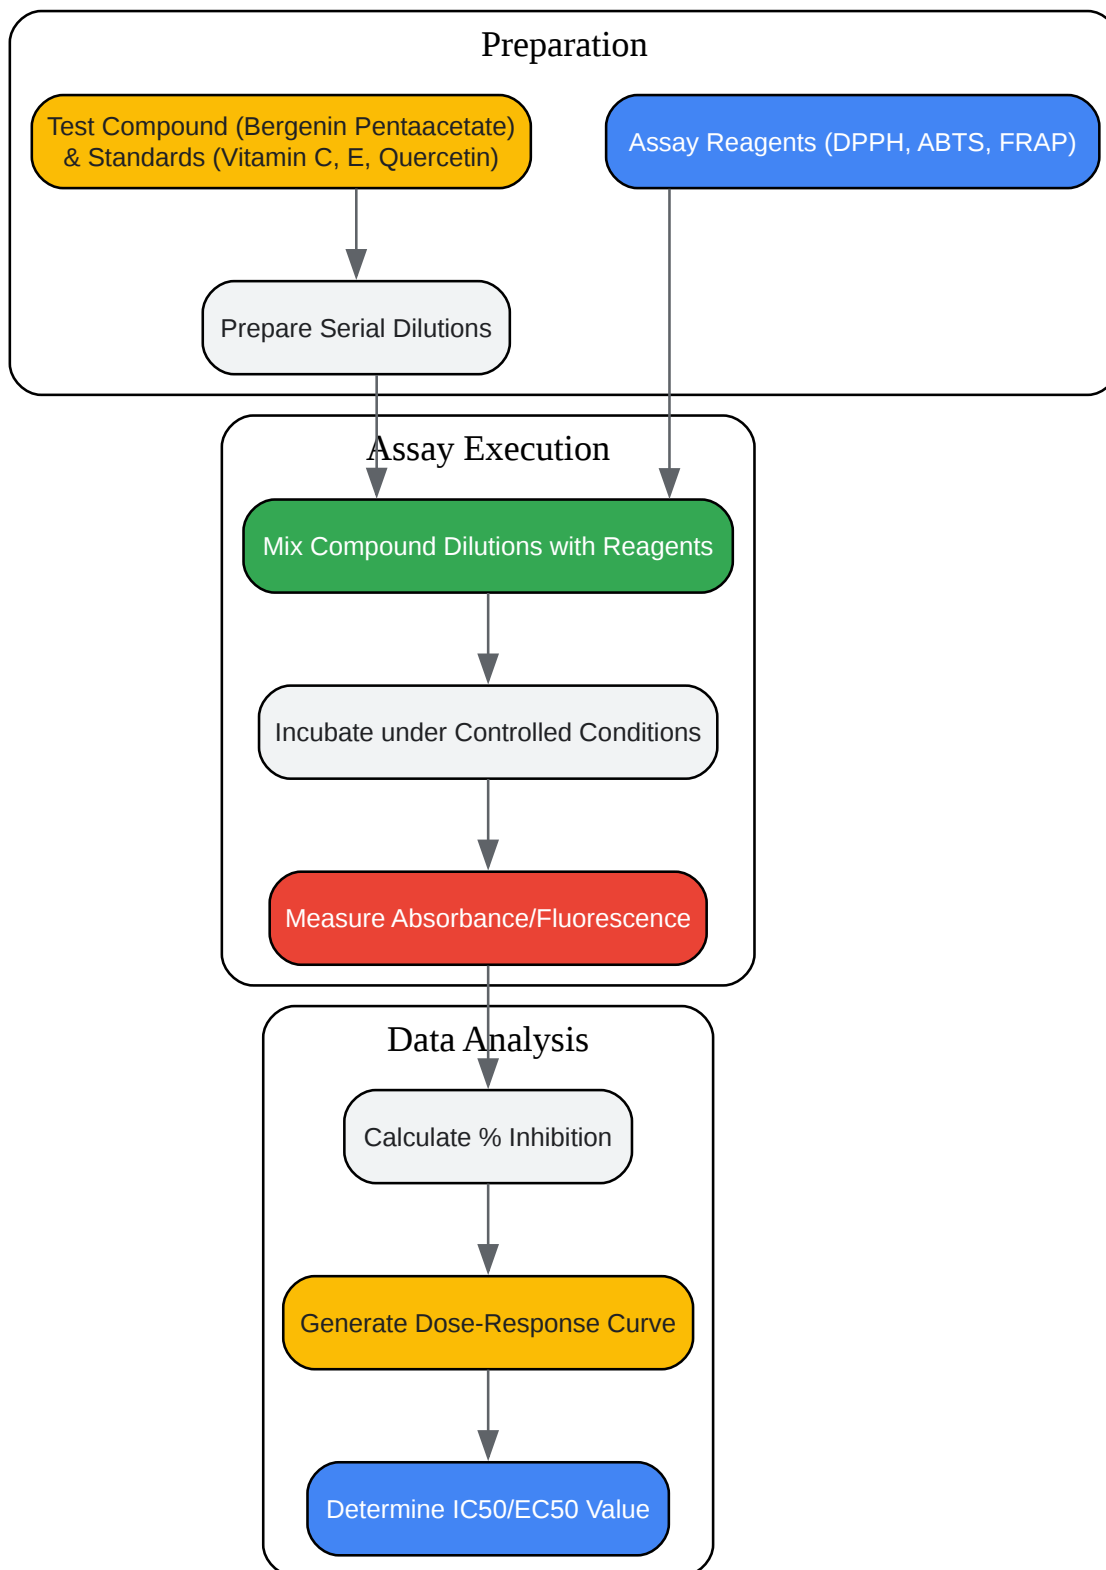 Preparation
Test Compound (Bergenin Pentaacetate)
& Standards (Vitamin C, E, Quercetin)
Assay Reagents (DPPH, ABTS, FRAP)
Prepare Serial Dilutions
Assay Execution
Mix Compound Dilutions with Reagents
Incubate under Controlled Conditions
Measure Absorbance/Fluorescence
Data Analysis
Calculate % Inhibition
Generate Dose-Response Curve
Determine IC50/EC50 Value